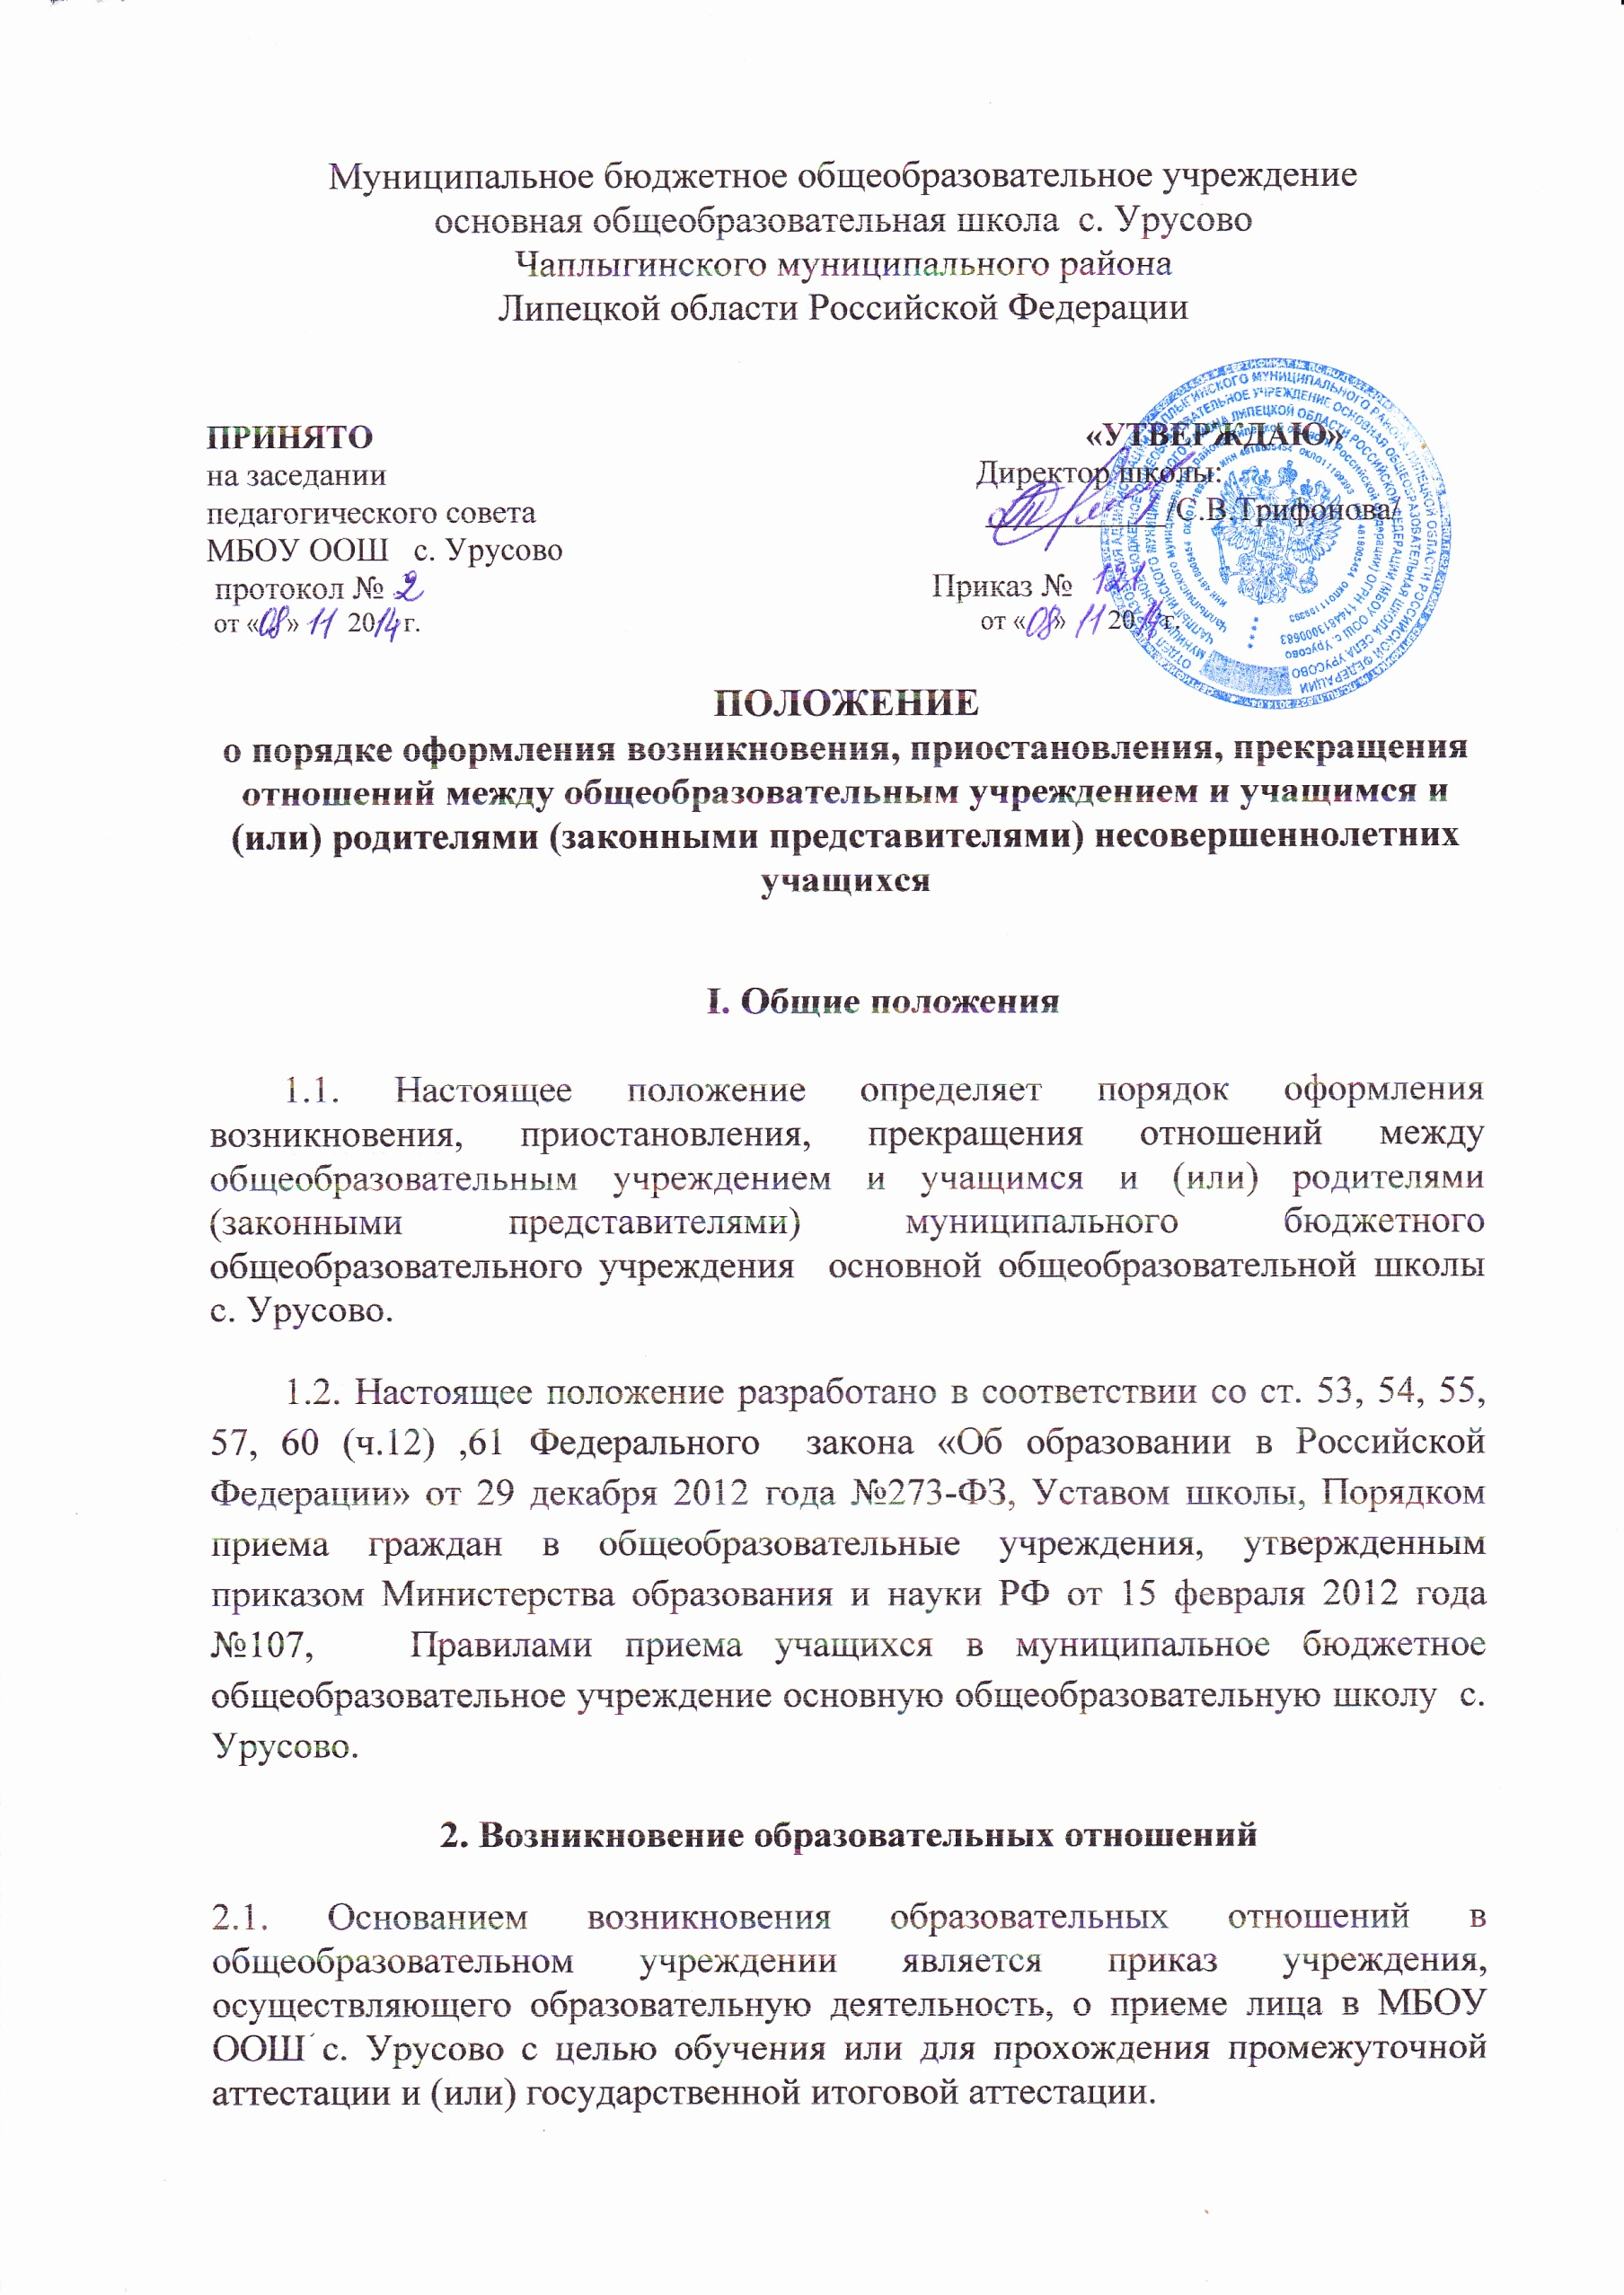 Муниципальное бюджетное общеобразовательное учреждение
основная общеобразовательная школа с. Урусово
Чаплыгинского муниципального района
Липецкой области Российской Федерации
ПРИНЯТО
на заседании
педагогического совета
МБОУ ООШ с. Урусово
протокол № 2
от «08» 11 2014 г.
«УТВЕРЖДАЮ»
Директор школы:
/С.В.Трифонова/
Приказ № 121
от «08» 11 2014 г.
ПОЛОЖЕНИЕ
о порядке оформления возникновения, приостановления, прекращения
отношений между общеобразовательным учреждением и учащимся и
(или) родителями (законными представителями) несовершеннолетних
учащихся
I. Общие положения
1.1. Настоящее положение определяет порядок оформления
возникновения, приостановления, прекращения отношений между
общеобразовательным учреждением и учащимся и (или) родителями
(законными представителями) муниципального бюджетного
общеобразовательного учреждения основной общеобразовательной школы
с. Урусово.
1.2. Настоящее положение разработано в соответствии со ст. 53, 54, 55,
57, 60 (ч.12) ,61 Федерального закона «Об образовании в Российской
Федерации» от 29 декабря 2012 года №273-ФЗ, Уставом школы, Порядком
приема граждан в общеобразовательные учреждения, утвержденным
приказом Министерства образования и науки РФ от 15 февраля 2012 года
№107, Правилами приема учащихся в муниципальное бюджетное
общеобразовательное учреждение основную общеобразовательную школу с.
Урусово.
2. Возникновение образовательных отношений
2.1. Основанием возникновения образовательных отношений в
общеобразовательном учреждении является приказ учреждения,
осуществляющего образовательную деятельность, о приеме лица в МБОУ
ООШ с. Урусово с целью обучения или для прохождения промежуточной
аттестации и (или) государственной итоговой аттестации.